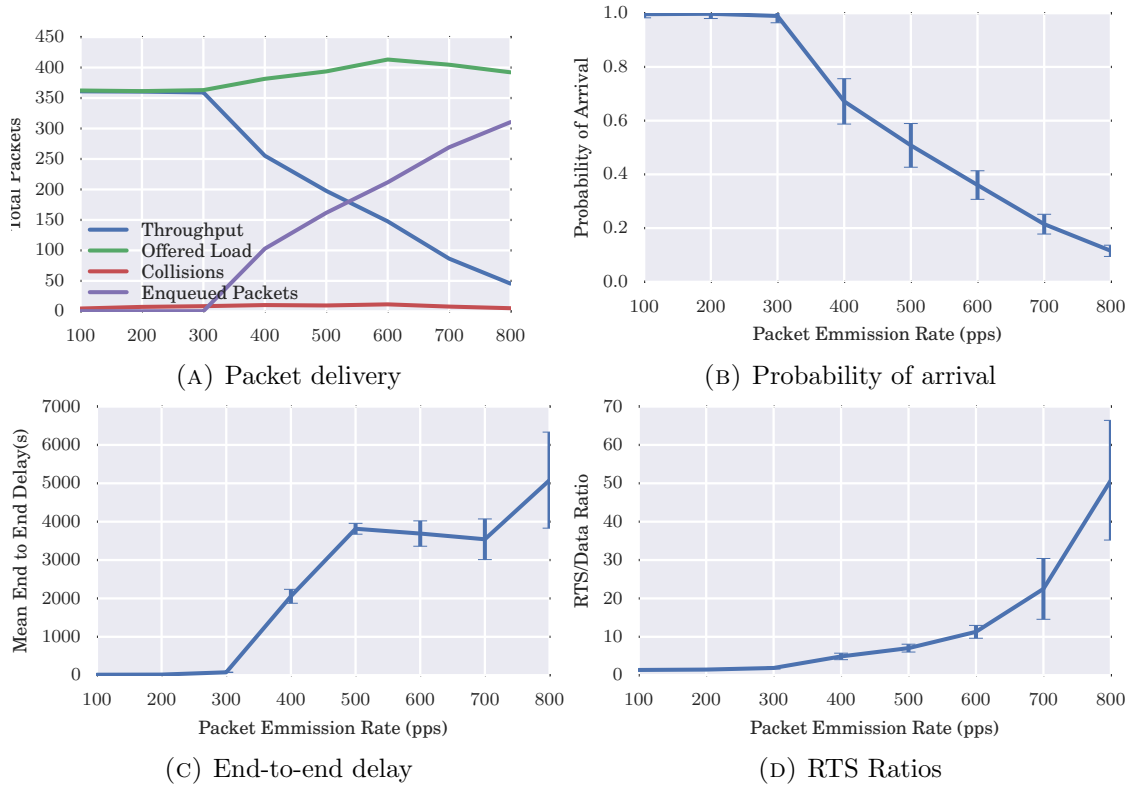 450
400
350
300
250
200
150
100
50
0
Total Packets
Throughput
Offered Load
Collisions
Enqueued Packets
100 200 300 400 500 600 700 800
(A) Packet delivery
1.0
0.8
0.6
0.4
0.2
0.0
Probability of Arrival
100 200 300 400 500 600 700 800
Packet Emmission Rate (pps)
(B) Probability of arrival
7000
6000
5000
4000
3000
2000
1000
0
Mean End to End Delay(s)
100 200 300 400 500 600 700 800
Packet Emmission Rate (pps)
(C) End-to-end delay
70
60
50
40
30
20
10
0
RTS/Data Ratio
100 200 300 400 500 600 700 800
Packet Emmission Rate (pps)
(D) RTS Ratios